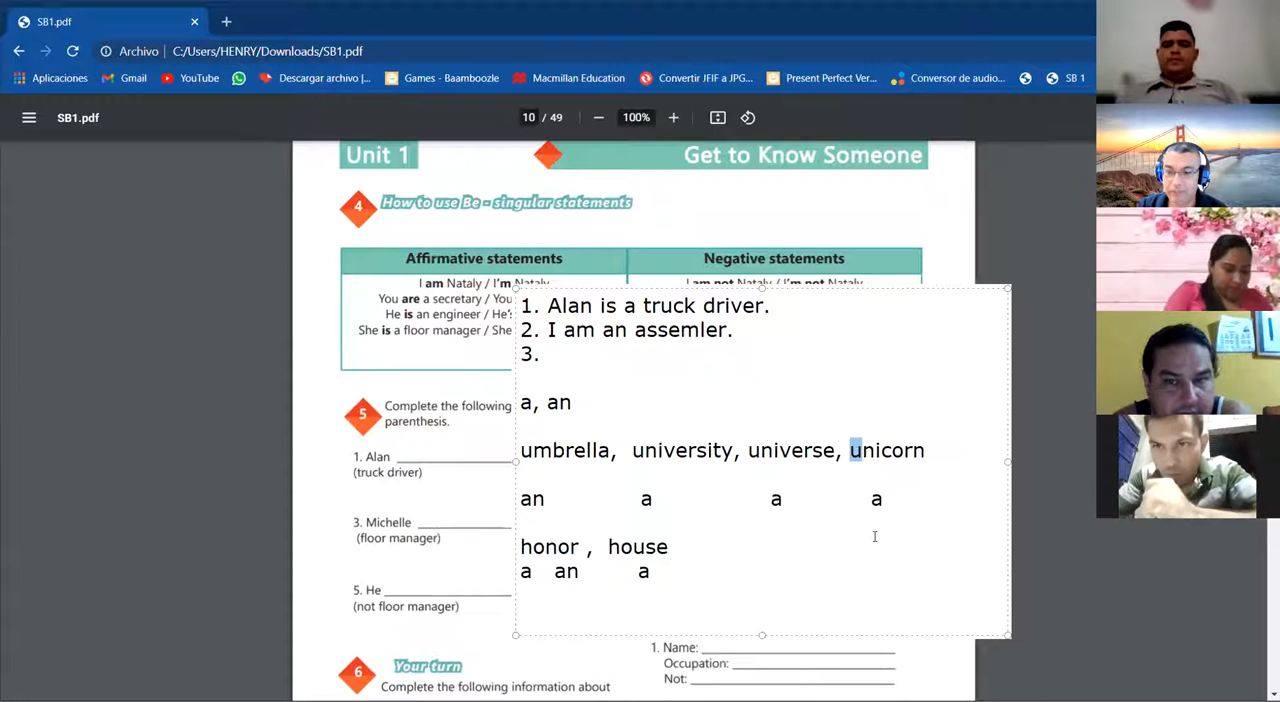 SB1.pdf
Archivo C:/Users/HENRY/Downloads/SB1.pdf
Aplicaciones Gmail YouTube Descargar archivo |... Games - Baamboozle Macmillan Education Convertir JFIF a JPG... Present Perfect Ver... Conversor de audio... SB 1
SB1.pdf 10 / 49 100%
Unit 1 Get to Know Someone
4 How to use Be - singular statements
Affirmative statements Negative statements
I am Nataly / I'm Nataly I am not Nataly / I'm not Nataly
You are a secretary / You
He is an engineer / He's
She is a floor manager / She
1. Alan is a truck driver.
2. I am an assemler.
3.
a, an
umbrella, university, universe, unicorn
an a a a
honor , house
a an a
5 Complete the following
parenthesis.
1. Alan
(truck driver)
3. Michelle
(floor manager)
5. He
(not floor manager)
6 Your turn
Complete the following information about
1. Name:
Occupation:
Not: